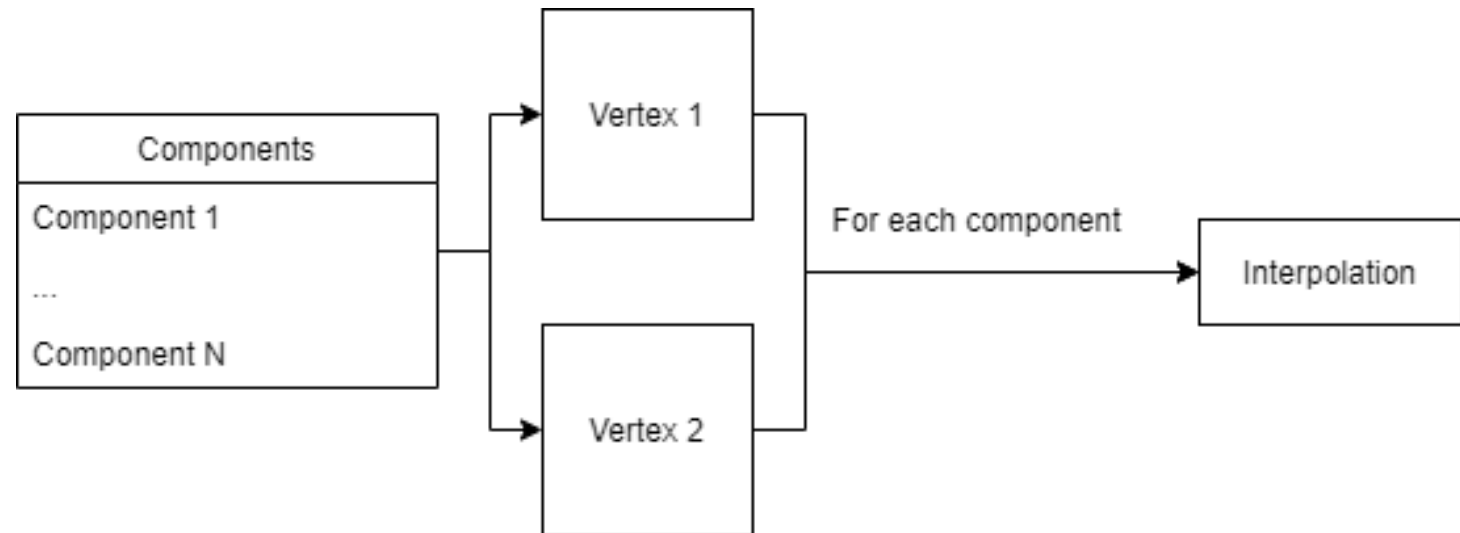 Components
Component 1
...
Component N
Vertex 1
Vertex 2
For each component
Interpolation